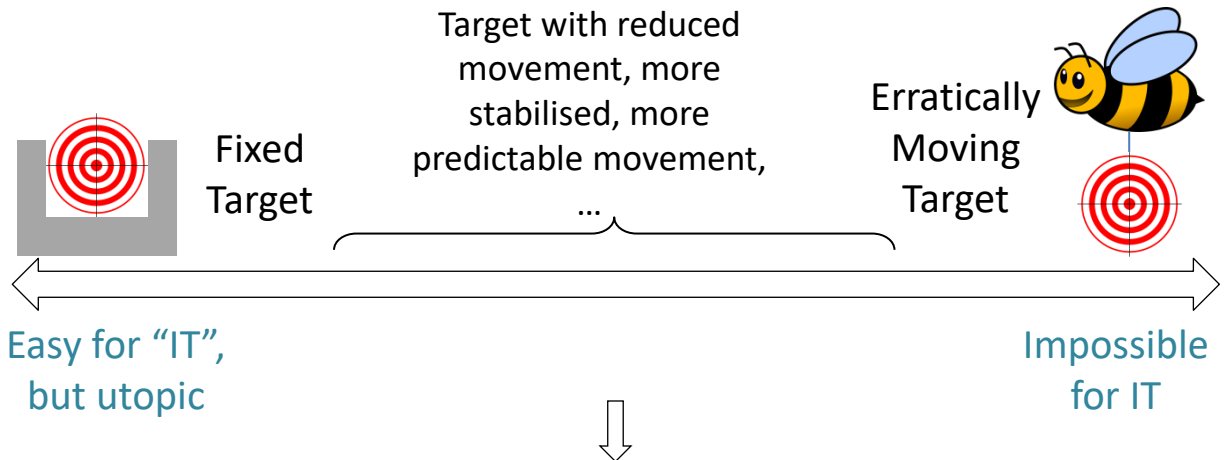 Target with reduced
movement, more
stabilised, more
predictable movement,
...
Fixed
Target
Erratically
Moving
Target
Easy for “IT”,
but utopic
Impossible
for IT